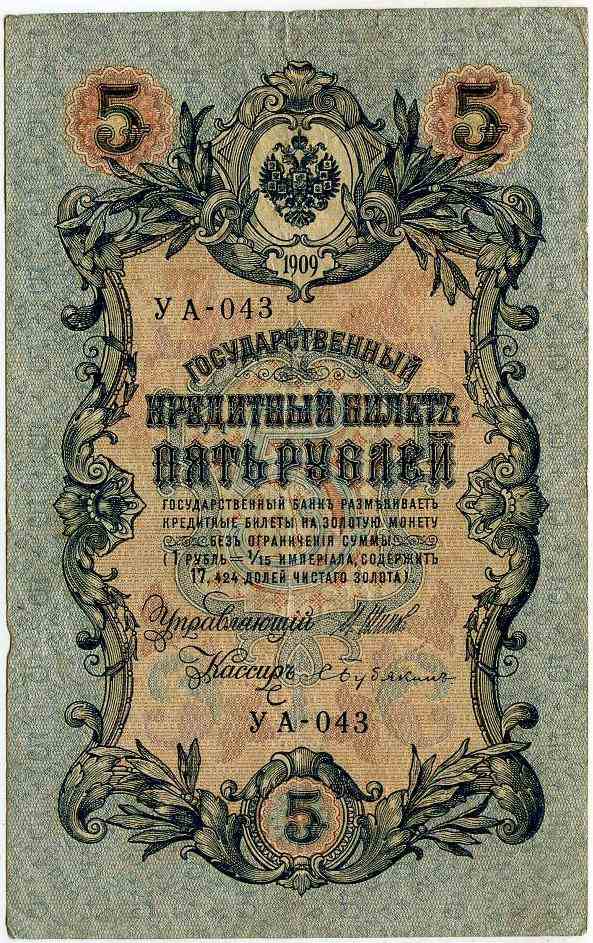 5 5
1909
УА-043
ГОСУДАРСТВЕННЫЙ
КРЕДИТНЫЙ БИЛЕТЪ
ПЯТЬ РУБЛЕЙ
ГОСУДАРСТВЕННЫЙ БАНКЪ РАЗМѢНИВАЕТЪ
КРЕДИТНЫЕ БИЛЕТЫ НА ЗОЛОТУЮ МОНЕТУ
БЕЗЪ ОГРАНИЧЕНІЯ СУММЫ
(1 РУБЛЬ = 1/15 ИМПЕРІАЛА, СОДЕРЖИТЪ
17,424 ДОЛЕЙ ЧИСТАГО ЗОЛОТА).
Управляющій
Кассиръ
УА-043
5